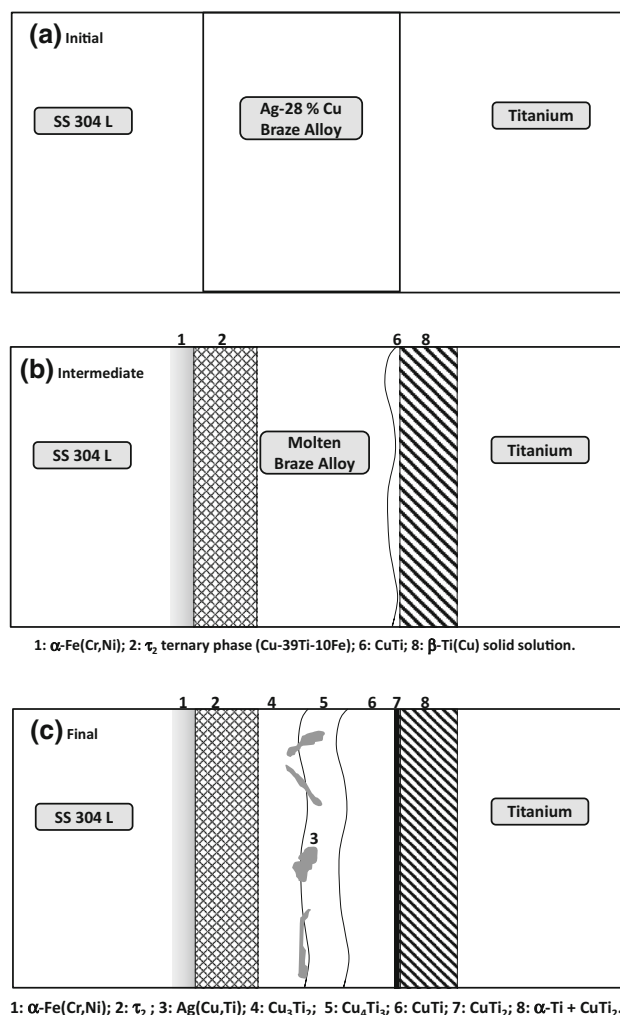 (a) Initial
SS 304 L
Ag-28 % Cu
Braze Alloy
Titanium
1 2 6 8
(b) Intermediate
SS 304 L
Molten
Braze Alloy
Titanium
1: α-Fe(Cr,Ni); 2: τ₂ ternary phase (Cu-39Ti-10Fe); 6: CuTi; 8: β-Ti(Cu) solid solution.
1 2 4 5 6 7 8
(c) Final
SS 304 L
Titanium
3
1: α-Fe(Cr,Ni); 2: τ₂ ; 3: Ag(Cu,Ti); 4: Cu₃Ti₂; 5: Cu₄Ti₃; 6: CuTi; 7: CuTi₂; 8: α-Ti + CuTi₂.